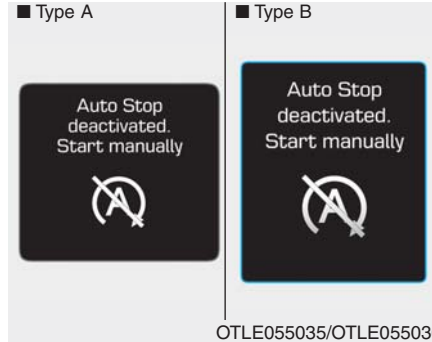 ■ Type A
Auto Stop
deactivated.
Start manually
A
■ Type B
Auto Stop
deactivated.
Start manually
A
OTLE055035/OTLE05503